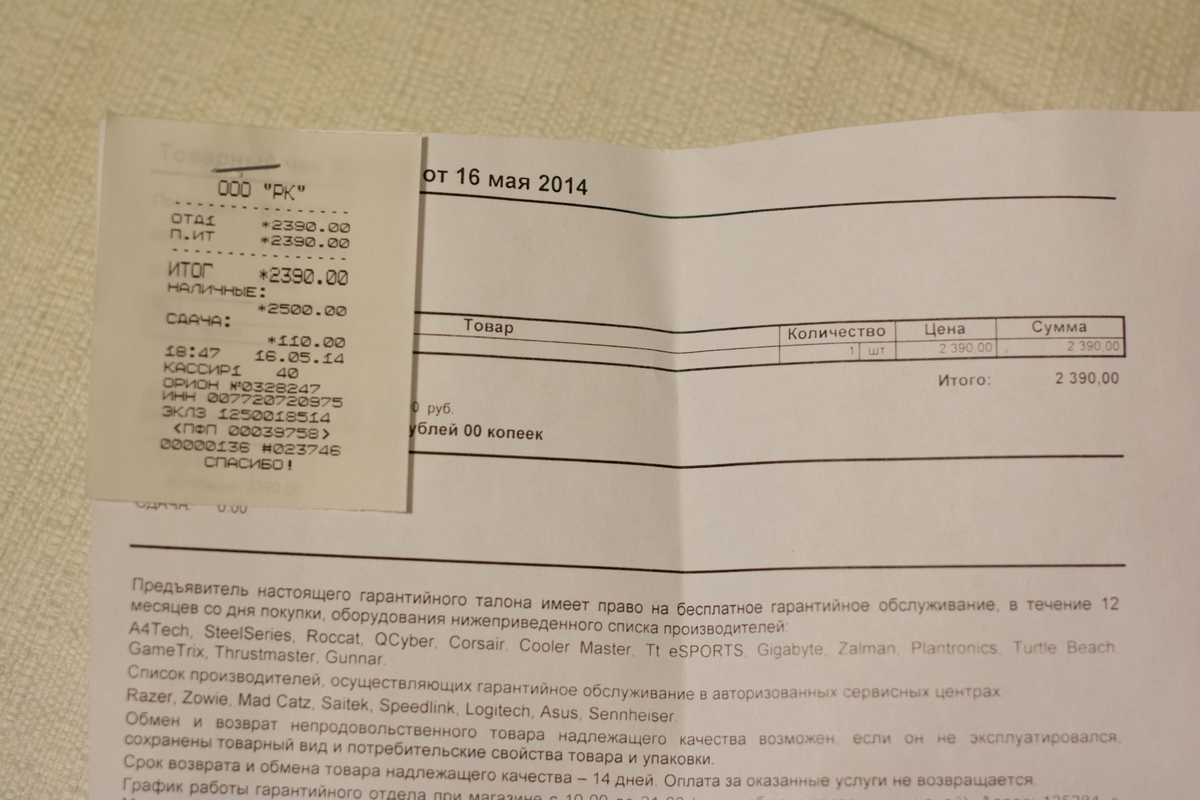 Товарный чек
от 16 мая 2014
ООО "РК"
ОТД1 *2390.00
П.ИТ *2390.00
ИТОГ *2390.00
НАЛИЧНЫЕ:
*2500.00
СДАЧА:
*110.00
18:47 16.05.14
КАССИР1 40
ОРИОН №0328247
ИНН 007720720975
ЭКЛЗ 1250018514
<ПФП 00039758>
00000136 #023746
СПАСИБО!
Товар Количество Цена Сумма
1 шт 2 390,00 2 390,00
Итого: 2 390,00
0 руб.
ублей 00 копеек
СДАЧА: 0.00
Предъявитель настоящего гарантийного талона имеет право на бесплатное гарантийное обслуживание, в течение 12
месяцев со дня покупки, оборудования нижеприведенного списка производителей:
A4Tech, SteelSeries, Roccat, QCyber, Corsair, Cooler Master, Tt eSPORTS, Gigabyte, Zalman, Plantronics, Turtle Beach,
GameTrix, Thrustmaster, Gunnar.
Список производителей, осуществляющих гарантийное обслуживание в авторизованных сервисных центрах
Razer, Zowie, Mad Catz, Saitek, Speedlink, Logitech, Asus, Sennheiser.
Обмен и возврат непродовольственного товара надлежащего качества возможен, если он не эксплуатировался,
сохранены товарный вид и потребительские свойства товара и упаковки.
Срок возврата и обмена товара надлежащего качества – 14 дней. Оплата за оказанные услуги не возвращается.
График работы гарантийного отдела при магазине с 10.00 до 21.00